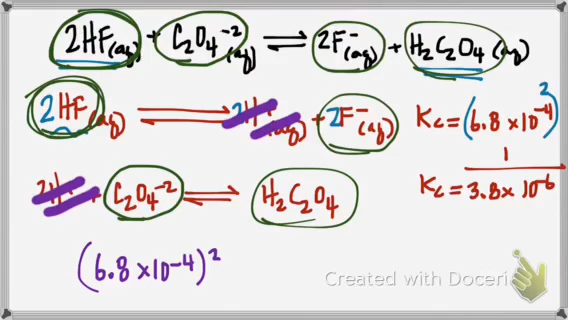 2HF(aq) + C₂O₄⁻²(aq) ⇌ 2F⁻(aq) + H₂C₂O₄(aq)
2HF(aq) ⇌ 2H⁺(aq) + 2F⁻(aq) Kc = (6.8 x 10⁻⁴)²
2H⁺ + C₂O₄⁻² ⇌ H₂C₂O₄ Kc = 1 / 3.8 x 10⁻⁶
(6.8 x 10⁻⁴)²
Created with Doceri